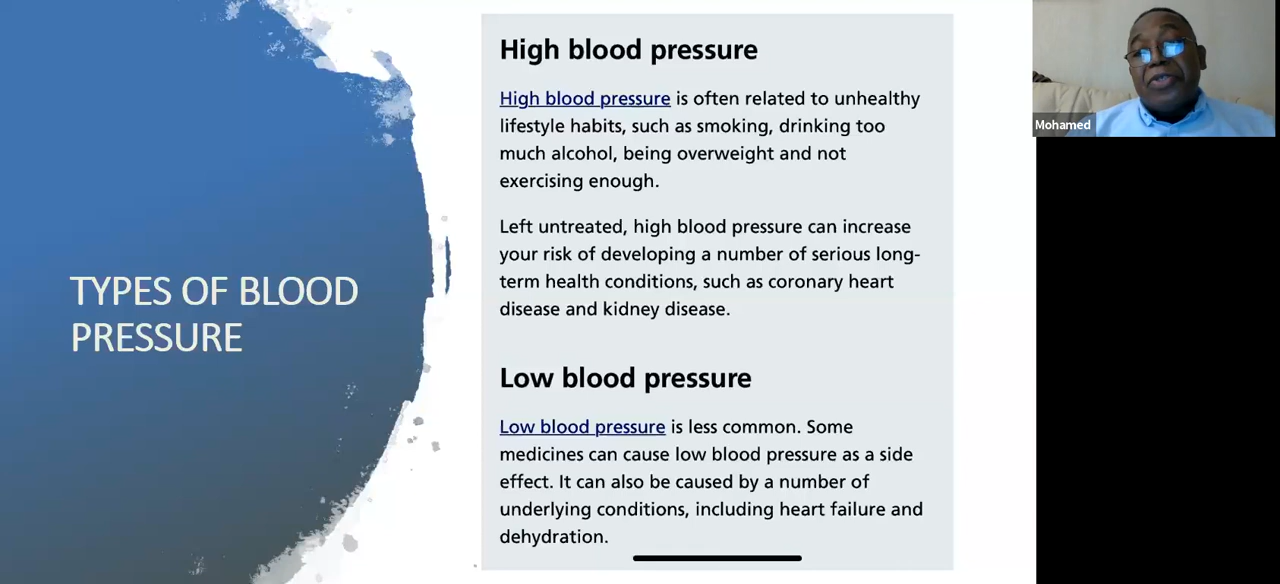 TYPES OF BLOOD
PRESSURE
High blood pressure
High blood pressure is often related to unhealthy
lifestyle habits, such as smoking, drinking too
much alcohol, being overweight and not
exercising enough.
Left untreated, high blood pressure can increase
your risk of developing a number of serious long-
term health conditions, such as coronary heart
disease and kidney disease.
Low blood pressure
Low blood pressure is less common. Some
medicines can cause low blood pressure as a side
effect. It can also be caused by a number of
underlying conditions, including heart failure and
dehydration.
Mohamed